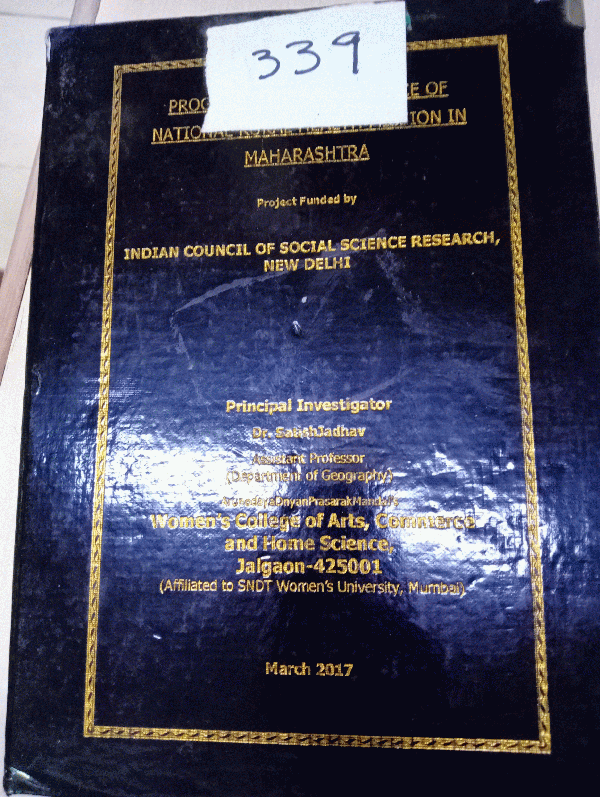 339
OF
NATIONAL ION IN
MAHARASHTRA
Project Funded by
INDIAN COUNCIL OF SOCIAL SCIENCE RESEARCH,
NEW DELHI
Principal Investigator
Dr. SatishJadhav
Assistant Professor
(Department of Geography)
Women's College of Arts, Commerce
and Home Science,
Jalgaon-425001
(Affiliated to SNDT Women's University, Mumbai)
March 2017